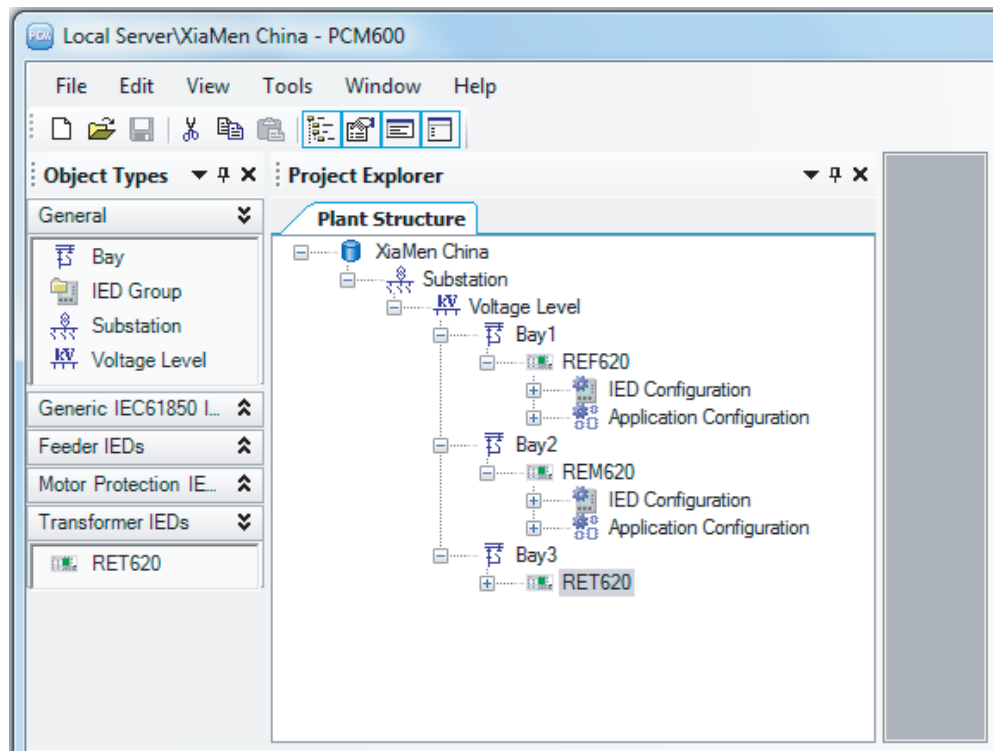 Local Server\XiaMen China - PCM600
File Edit View Tools Window Help
Object Types
General
Bay
IED Group
Substation
Voltage Level
Generic IEC61850 I...
Feeder IEDs
Motor Protection IE...
Transformer IEDs
RET620
Project Explorer
Plant Structure
XiaMen China
Substation
Voltage Level
Bay1
REF620
IED Configuration
Application Configuration
Bay2
REM620
IED Configuration
Application Configuration
Bay3
RET620